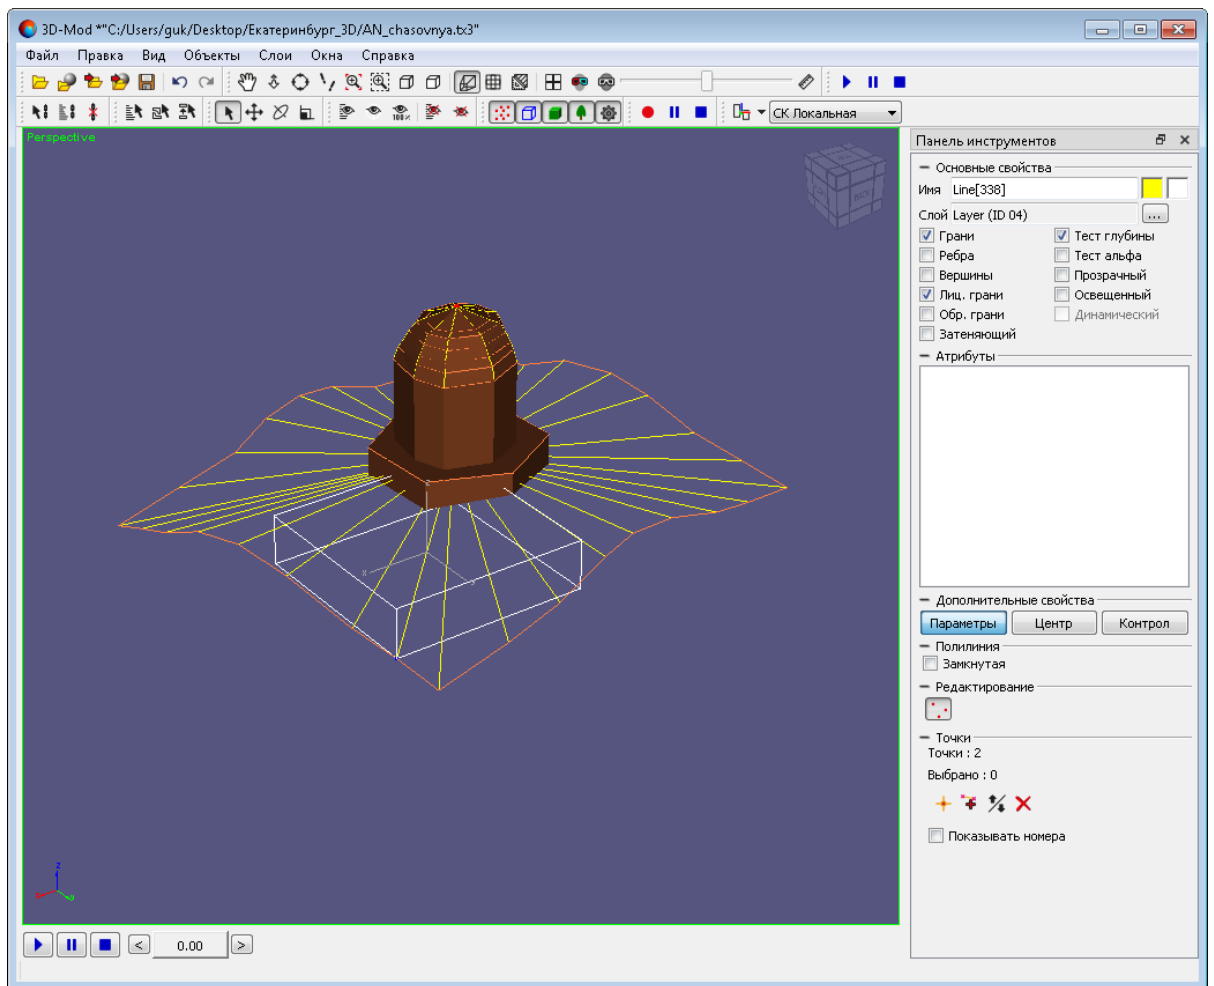 3D-Mod *"C:/Users/guk/Desktop/Екатеринбург_3D/AN_chasovnya.tx3"
Файл Правка Вид Объекты Слои Окна Справка
100%
СК Локальная
Perspective
Панель инструментов
Основные свойства
Имя Line[338]
Слой Layer (ID 04)
...
Грани Тест глубины
Ребра Тест альфа
Вершины Прозрачный
Лиц. грани Освещенный
Обр. грани Динамический
Затеняющий
Атрибуты
Дополнительные свойства
Параметры Центр Контрол
Полилиния
Замкнутая
Редактирование
Точки
Точки : 2
Выбрано : 0
Показывать номера
x
z
< 0.00 >